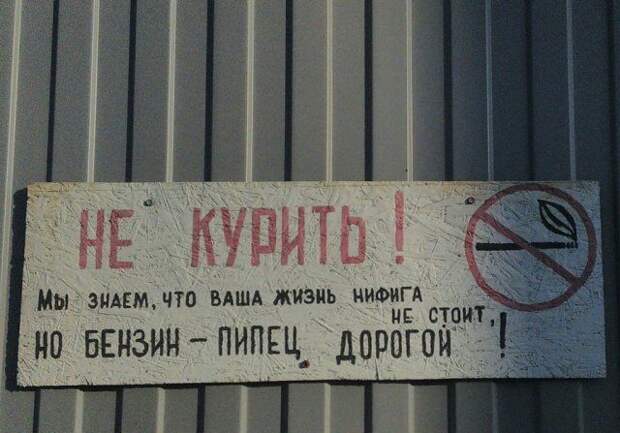 НЕ КУРИТЬ!
Мы ЗНАЕМ, ЧТО ВАША ЖИЗНЬ НИФИГА
НЕ СТОИТ,
НО БЕНЗИН - ПИПЕЦ ДОРОГОЙ!